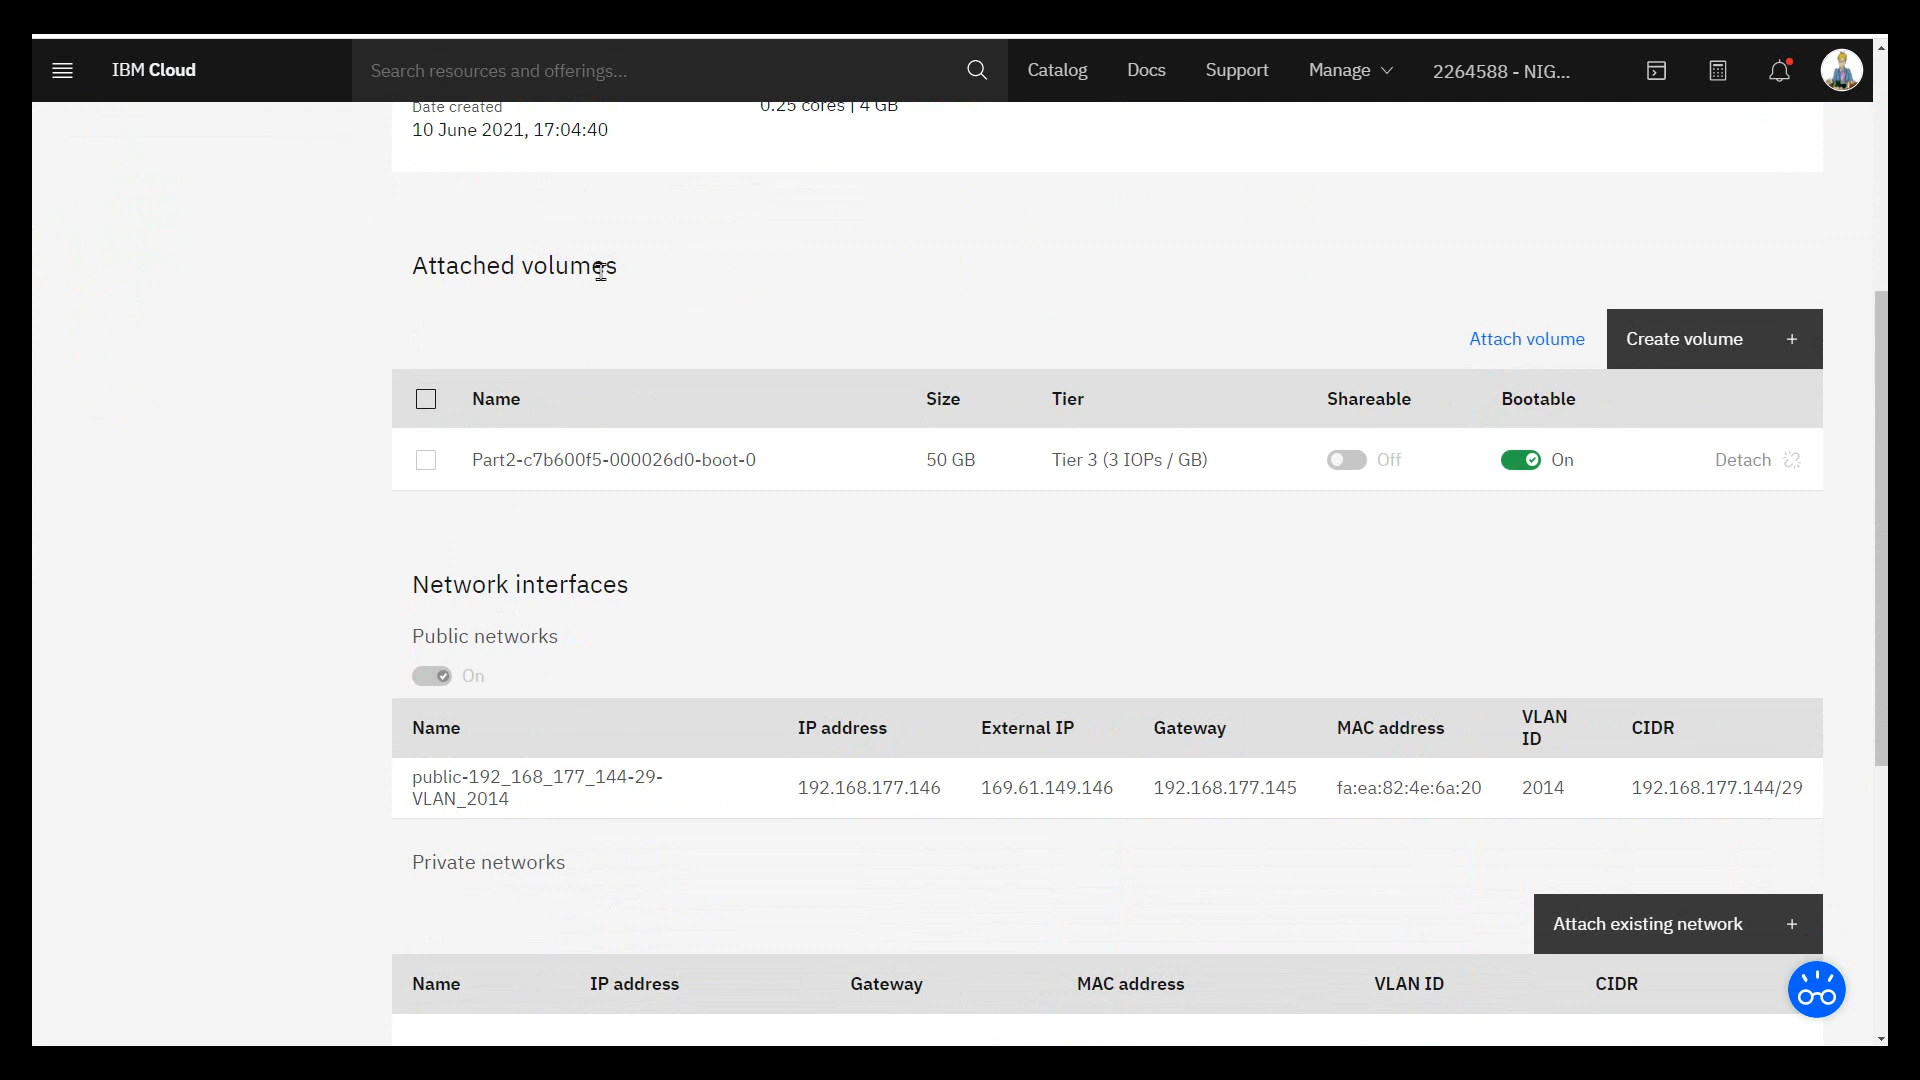 IBM Cloud
Search resources and offerings...
Catalog
Docs
Support
Manage
2264588 - NIG...
Date created
0.25 cores | 4 GB
10 June 2021, 17:04:40
Attached volumes
Attach volume
Create volume +
Name Size Tier Shareable Bootable
Part2-c7b600f5-000026d0-boot-0 50 GB Tier 3 (3 IOPs / GB) Off On Detach
Network interfaces
Public networks
On
Name IP address External IP Gateway MAC address VLAN ID CIDR
public-192_168_177_144-29-
VLAN_2014
192.168.177.146 169.61.149.146 192.168.177.145 fa:ea:82:4e:6a:20 2014 192.168.177.144/29
Private networks
Attach existing network +
Name IP address Gateway MAC address VLAN ID CIDR